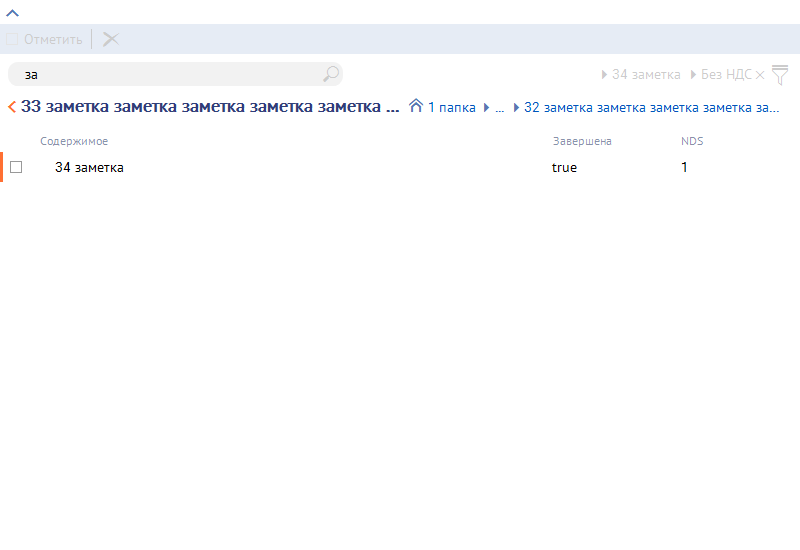 Отметить
за
34 заметка Без НДС
33 заметка заметка заметка заметка заметка ... 1 папка ... 32 заметка заметка заметка заметка за...
Содержимое Завершена NDS
34 заметка true 1